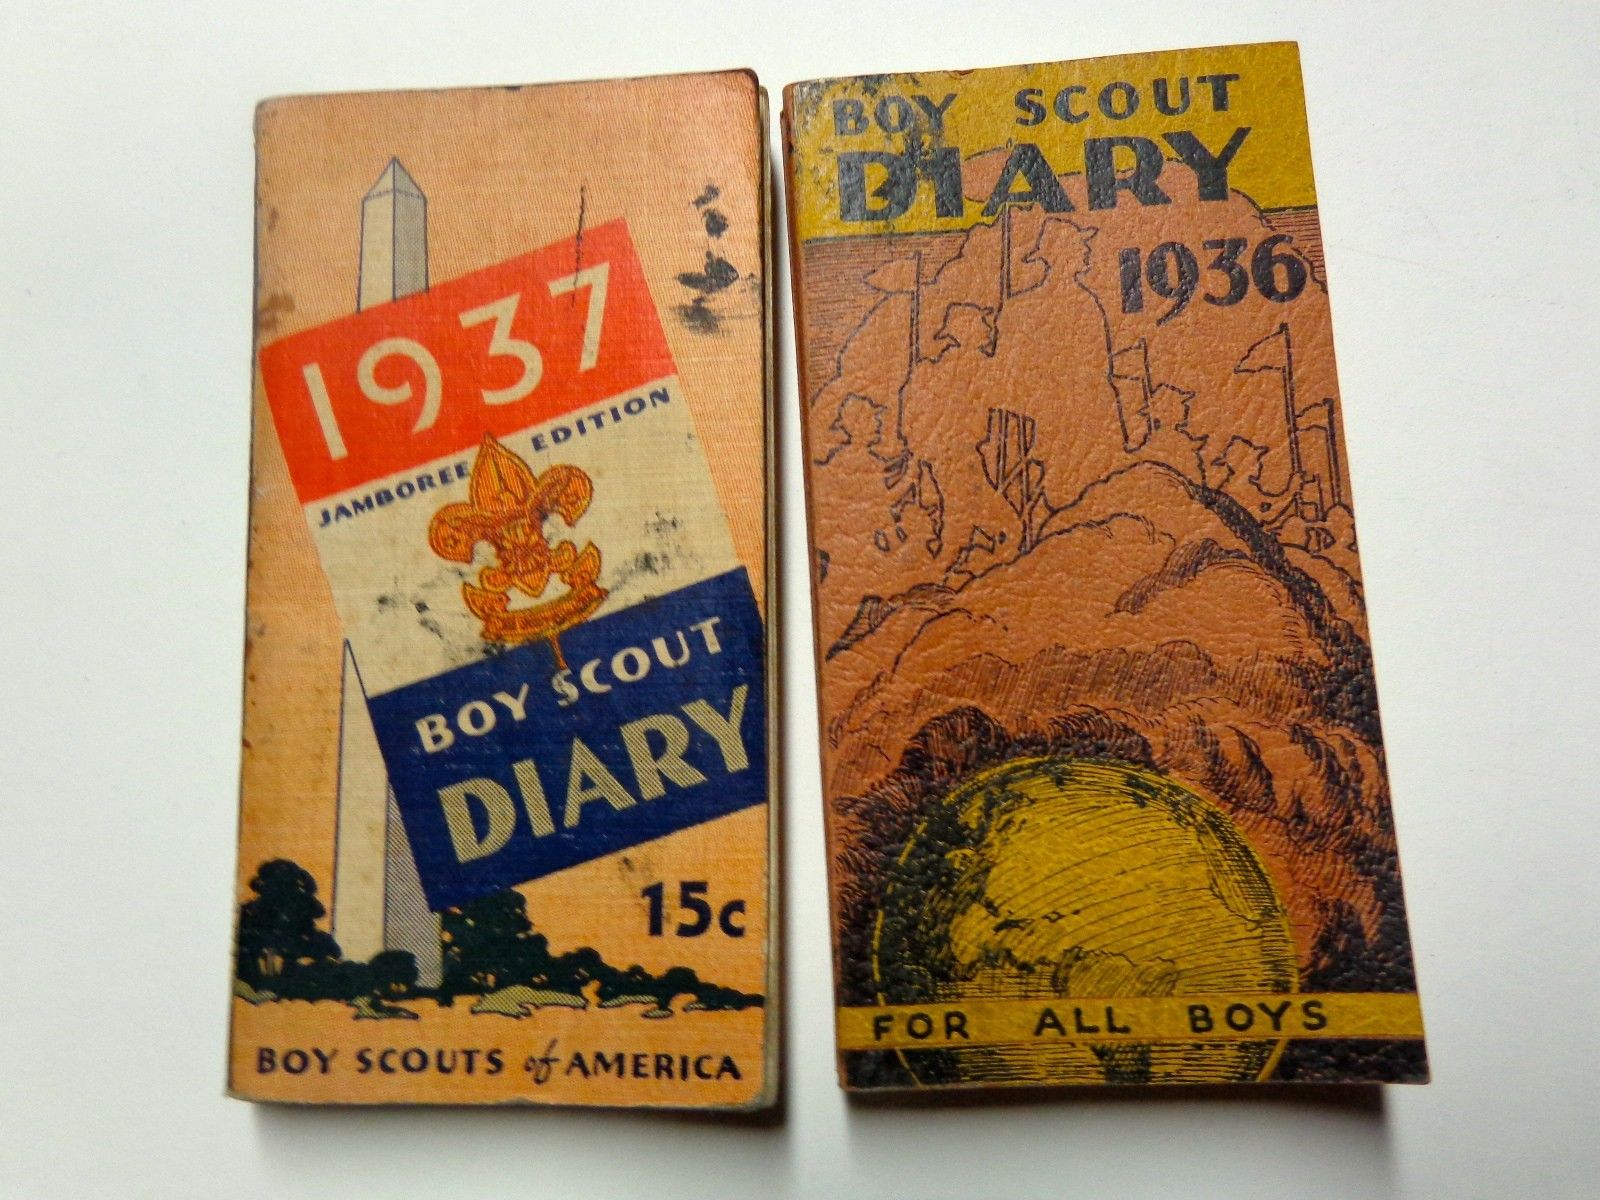 1937
JAMBOREE EDITION
BOY SCOUT
DIARY
15c
BOY SCOUTS of AMERICA
BOY SCOUT
DIARY
1936
FOR ALL BOYS